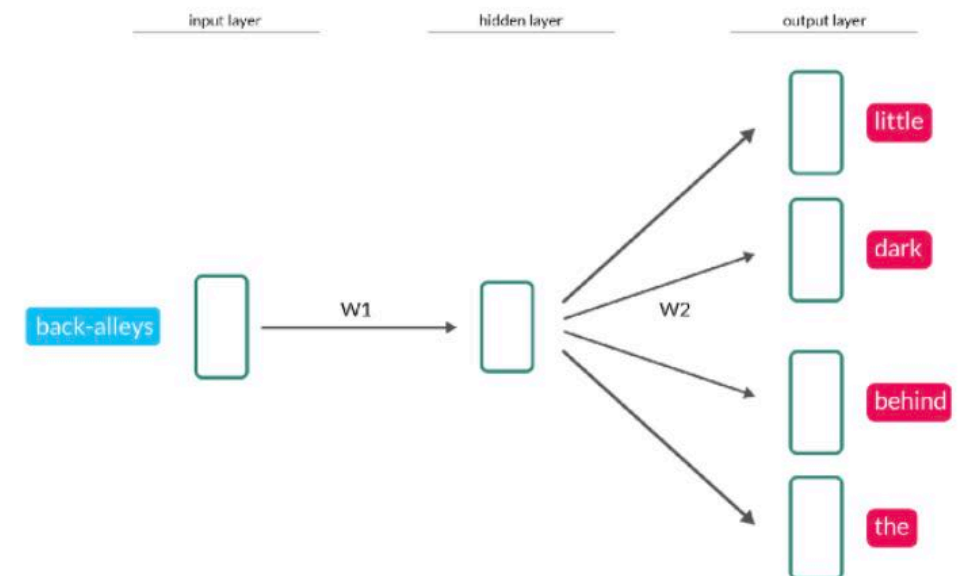 input layer
hidden layer
output layer
little
dark
back-alleys
W1
W2
behind
the